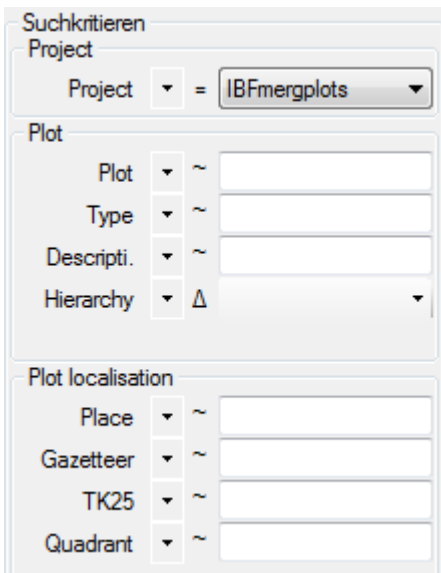 Suchkritieren
Project
Project = IBFmergplots
Plot
Plot ~
Type ~
Descripti. ~
Hierarchy Δ
Plot localisation
Place ~
Gazetteer ~
TK25 ~
Quadrant ~